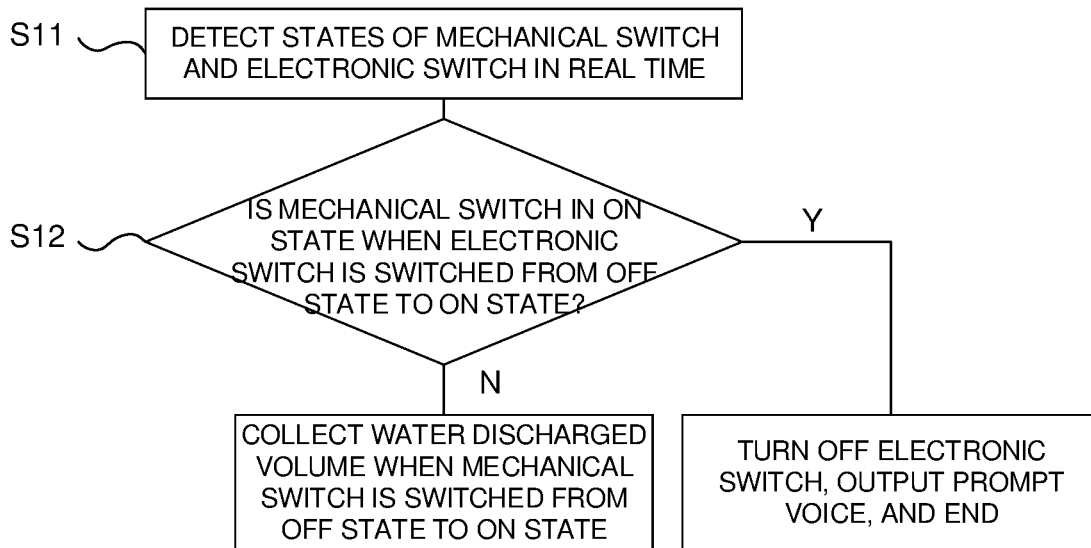 S11
DETECT STATES OF MECHANICAL SWITCH
AND ELECTRONIC SWITCH IN REAL TIME
S12
IS MECHANICAL SWITCH IN ON
STATE WHEN ELECTRONIC
SWITCH IS SWITCHED FROM OFF
STATE TO ON STATE?
Y
N
COLLECT WATER DISCHARGED
VOLUME WHEN MECHANICAL
SWITCH IS SWITCHED FROM
OFF STATE TO ON STATE
TURN OFF ELECTRONIC
SWITCH, OUTPUT PROMPT
VOICE, AND END